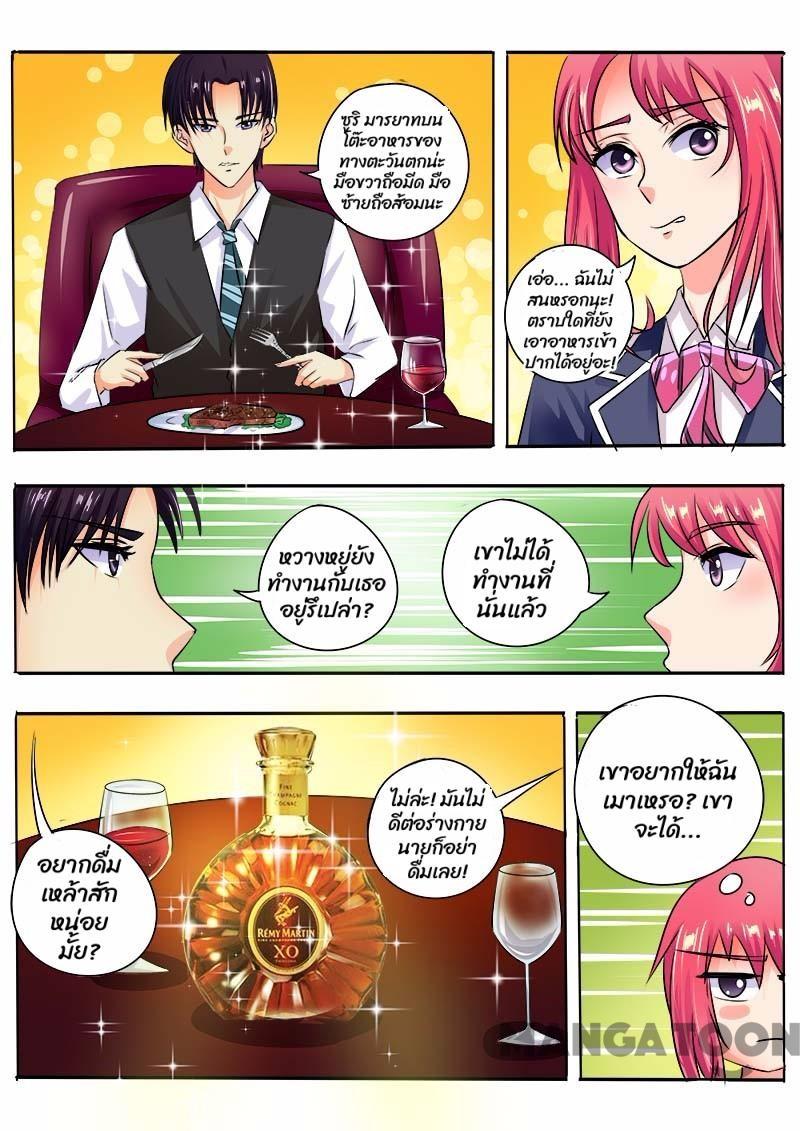 ซูริ มารยาทบน
โต๊ะอาหารของ
ทางตะวันตกน่ะ
มือขวาถือมีด มือ
ซ้ายถือส้อมนะ
เอ่อ... ฉันไม่
สนหรอกนะ!
ตราบใดที่ยัง
เอาอาหารเข้า
ปากได้อยู่อะ!
หวางหยู่ยัง
ทำงานกับเธอ
อยู่รึเปล่า?
เขาไม่ได้
ทำงานที่
นั่นแล้ว
อยากดื่ม
เหล้าสัก
หน่อย
มั้ย?
FINE
CHAMPAGNE
COGNAC
RÉMY MARTIN
FINE CHAMPAGNE COGNAC
XO
ไม่ล่ะ! มันไม่
ดีต่อร่างกาย
นายก็อย่า
ดื่มเลย!
เขาอยากให้ฉัน
เมาเหรอ? เขา
จะได้...
MANGATOON